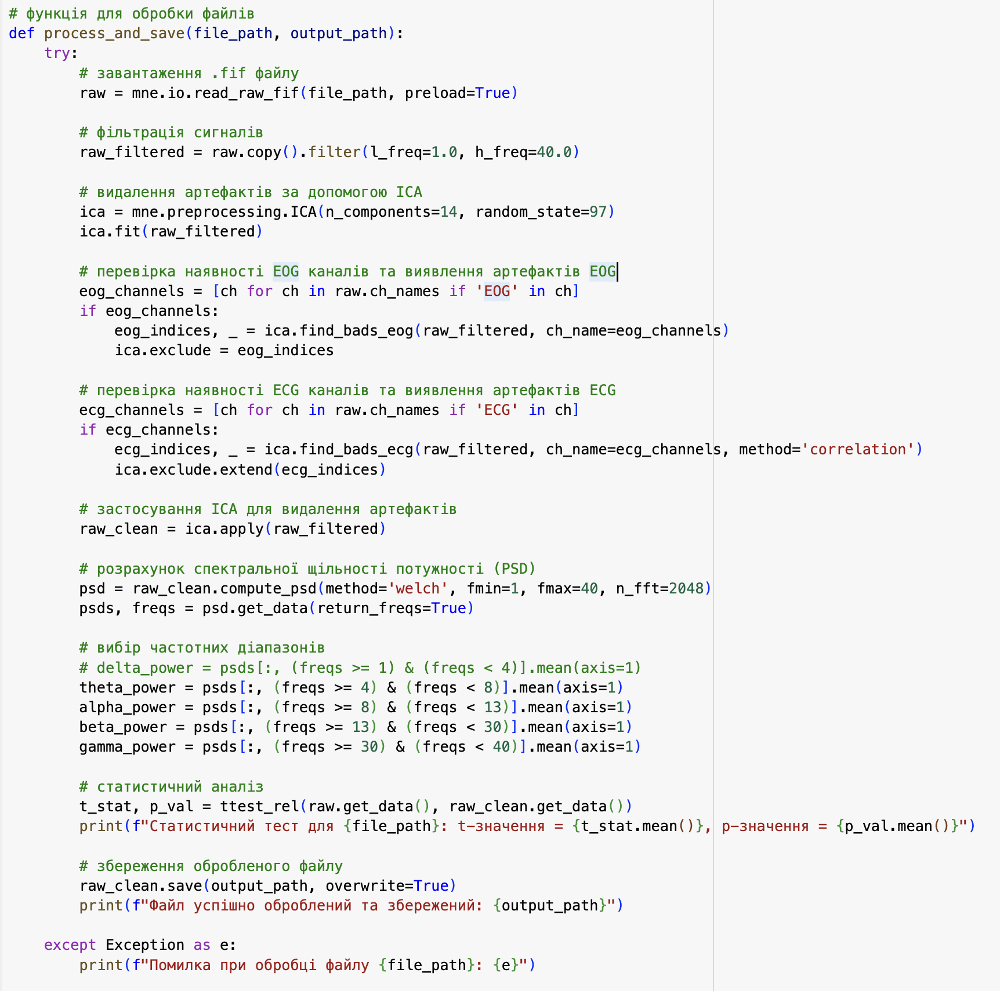 # функція для обробки файлів
def process_and_save(file_path, output_path):
    try:
        # завантаження .fif файлу
        raw = mne.io.read_raw_fif(file_path, preload=True)

        # фільтрація сигналів
        raw_filtered = raw.copy().filter(l_freq=1.0, h_freq=40.0)

        # видалення артефактів за допомогою ICA
        ica = mne.preprocessing.ICA(n_components=14, random_state=97)
        ica.fit(raw_filtered)

        # перевірка наявності EOG каналів та виявлення артефактів EOG
        eog_channels = [ch for ch in raw.ch_names if 'EOG' in ch]
        if eog_channels:
            eog_indices, _ = ica.find_bads_eog(raw_filtered, ch_name=eog_channels)
            ica.exclude = eog_indices

        # перевірка наявності ECG каналів та виявлення артефактів ECG
        ecg_channels = [ch for ch in raw.ch_names if 'ECG' in ch]
        if ecg_channels:
            ecg_indices, _ = ica.find_bads_ecg(raw_filtered, ch_name=ecg_channels, method='correlation')
            ica.exclude.extend(ecg_indices)

        # застосування ICA для видалення артефактів
        raw_clean = ica.apply(raw_filtered)

        # розрахунок спектральної щільності потужності (PSD)
        psd = raw_clean.compute_psd(method='welch', fmin=1, fmax=40, n_fft=2048)
        psds, freqs = psd.get_data(return_freqs=True)

        # вибір частотних діапазонів
        # delta_power = psds[:, (freqs >= 1) & (freqs < 4)].mean(axis=1)
        theta_power = psds[:, (freqs >= 4) & (freqs < 8)].mean(axis=1)
        alpha_power = psds[:, (freqs >= 8) & (freqs < 13)].mean(axis=1)
        beta_power = psds[:, (freqs >= 13) & (freqs < 30)].mean(axis=1)
        gamma_power = psds[:, (freqs >= 30) & (freqs < 40)].mean(axis=1)

        # статистичний аналіз
        t_stat, p_val = ttest_rel(raw.get_data(), raw_clean.get_data())
        print(f"Статистичний тест для {file_path}: t-значення = {t_stat.mean()}, p-значення = {p_val.mean()}")

        # збереження обробленого файлу
        raw_clean.save(output_path, overwrite=True)
        print(f"Файл успішно оброблений та збережений: {output_path}")

    except Exception as e:
        print(f"Помилка при обробці файлу {file_path}: {e}")